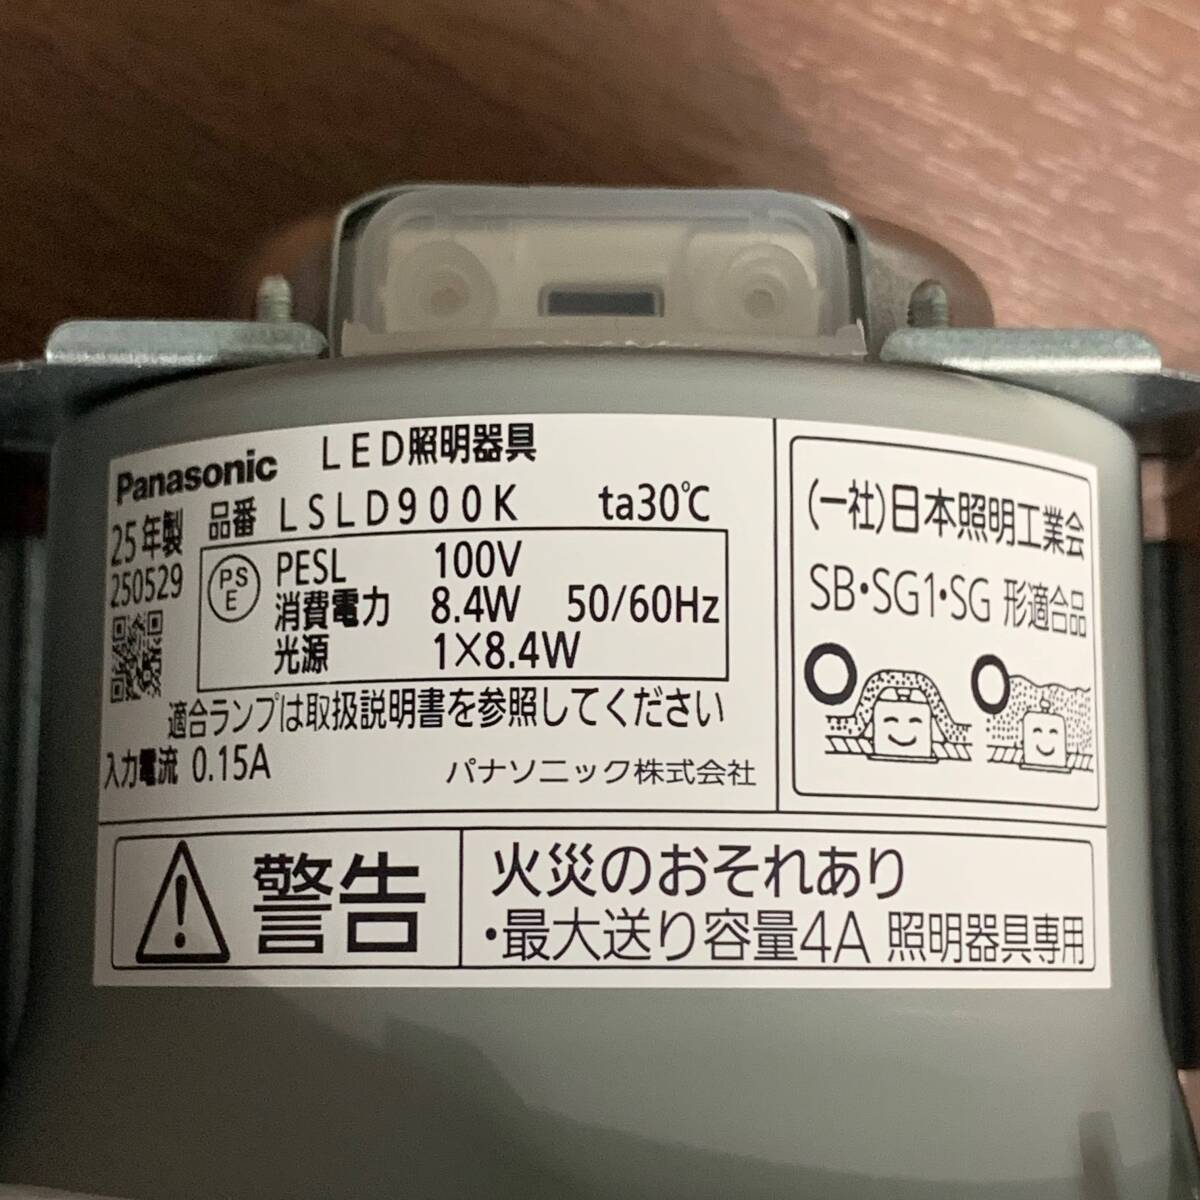 Panasonic LED照明器具
25年製 品番 LSLD900K ta30℃
250529
PS E
PESL 100V
消費電力 8.4W 50/60Hz
光源 1×8.4W
適合ランプは取扱説明書を参照してください
入力電流 0.15A パナソニック株式会社
(一社)日本照明工業会
SB・SG1・SG 形適合品
警告
火災のおそれあり
・最大送り容量4A 照明器具専用